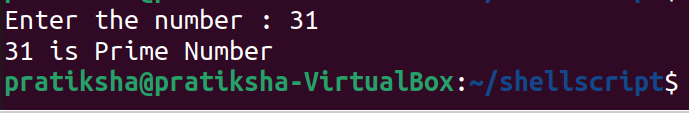 Enter the number : 31
31 is Prime Number
pratiksha@pratiksha-VirtualBox:~/shellscript$